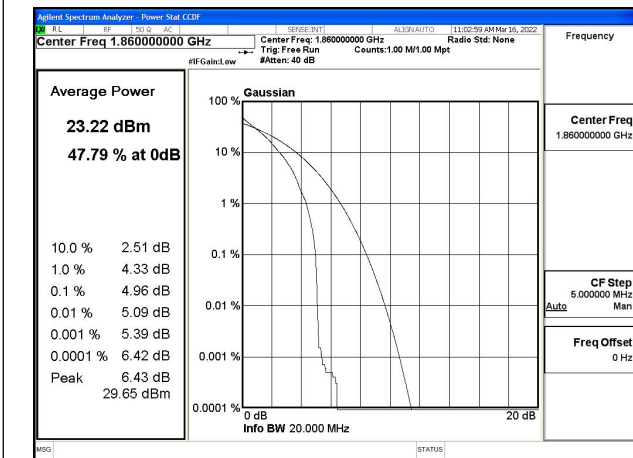 Agilent Spectrum Analyzer - Power Stat CCDF
RL RF 50 Ω AC SENSE:INT ALIGN AUTO 11:02:59 AM Mar 16, 2022
Center Freq 1.860000000 GHz
Center Freq: 1.860000000 GHz Radio Std: None
Trig: Free Run Counts:1.00 M/1.00 Mpt
#IFGain:Low #Atten: 40 dB
Frequency
Average Power
23.22 dBm
47.79 % at 0dB
10.0 % 2.51 dB
1.0 % 4.33 dB
0.1 % 4.96 dB
0.01 % 5.09 dB
0.001 % 5.39 dB
0.0001 % 6.42 dB
Peak 6.43 dB
29.65 dBm
Gaussian
100 %
10 %
1 %
0.1 %
0.01 %
0.001 %
0.0001 %
0 dB 20 dB
Info BW 20.000 MHz
Center Freq
1.860000000 GHz
CF Step
5.000000 MHz
Auto Man
Freq Offset
0 Hz
MSG STATUS